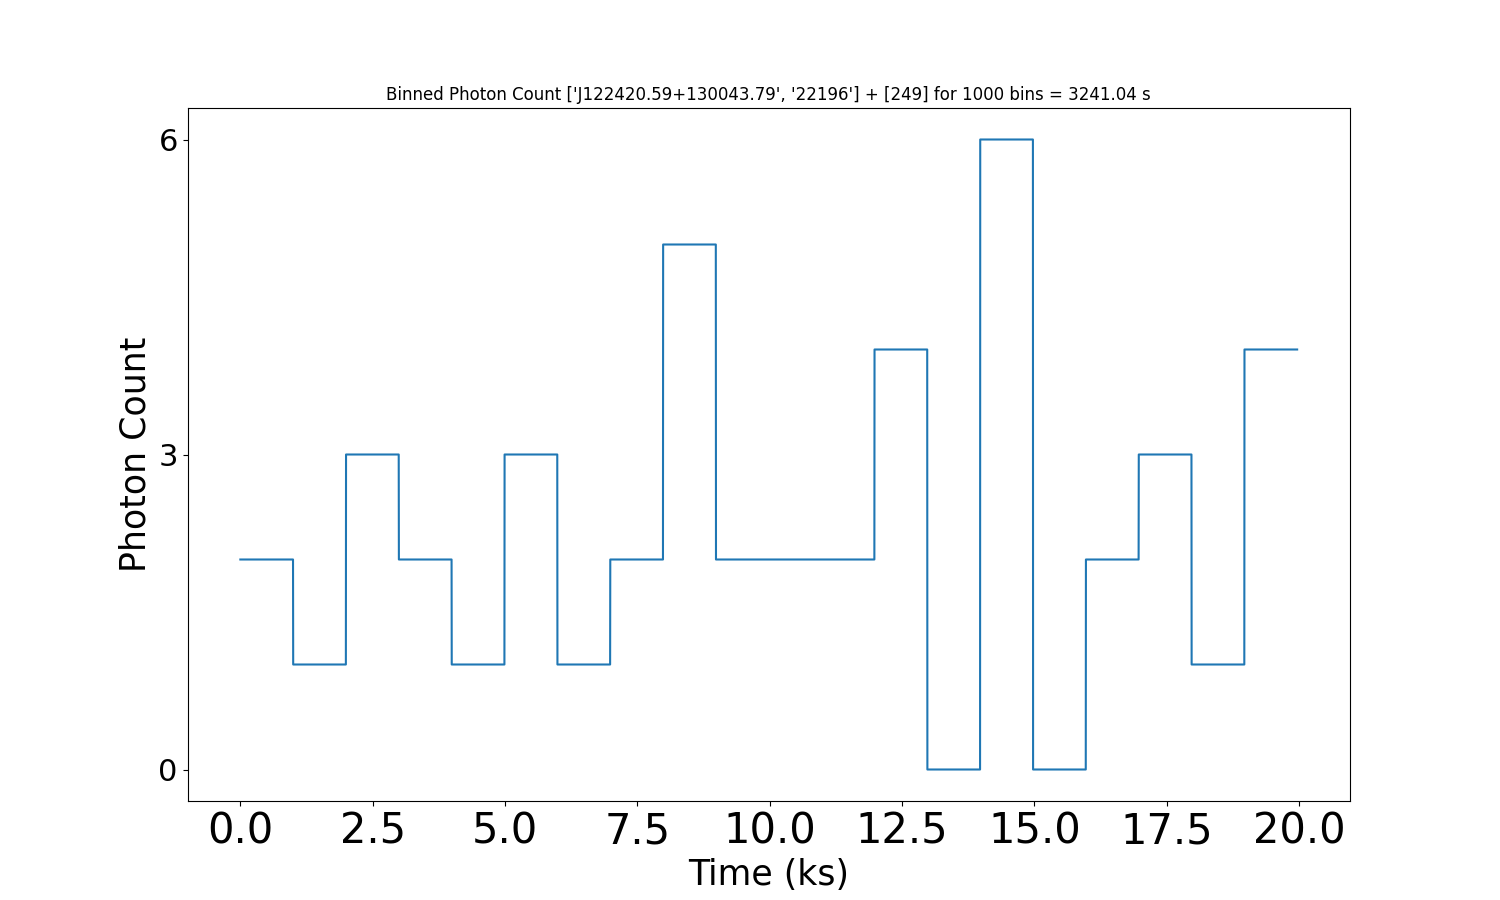 Binned Photon Count ['J122420.59+130043.79', '22196'] + [249] for 1000 bins = 3241.04 s
6
3
0
Photon Count
0.0 2.5 5.0 7.5 10.0 12.5 15.0 17.5 20.0
Time (ks)